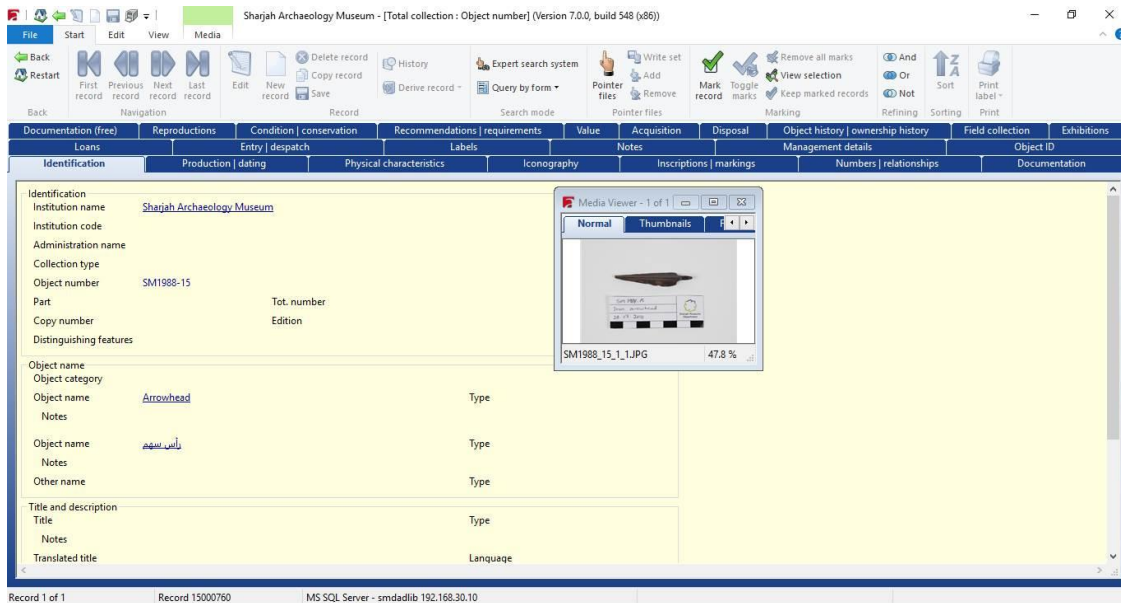 Sharjah Archaeology Museum - [Total collection : Object number] (Version 7.0.0, build 548 (x86))
File Start Edit View Media
Back
Restart
First record Previous record Next record Last record
Edit New record
Delete record
Copy record
Save
History
Derive record
Expert search system
Query by form
Pointer files
Write set
Add
Remove
Mark record Toggle marks
Remove all marks
View selection
Keep marked records
And
Or
Not
Sort
Print label
Back Navigation Record Search mode Pointer files Marking Refining Sorting Print
Documentation (free) Reproductions Condition | conservation Recommendations | requirements Value Acquisition Disposal Object history | ownership history Field collection Exhibitions
Loans Entry | despatch Labels Notes Management details Object ID
Identification Production | dating Physical characteristics Iconography Inscriptions | markings Numbers | relationships Documentation
Identification
Institution name Sharjah Archaeology Museum
Institution code
Administration name
Collection type
Object number SM1988-15
Part Tot. number
Copy number Edition
Distinguishing features
Media Viewer - 1 of 1
Normal Thumbnails
SM1988_15_1_1.JPG 47.8 %
Object name
Object category
Object name Arrowhead Type
Notes
Object name رأس سهم Type
Notes
Other name Type
Title and description
Title Type
Notes
Translated title Language
Record 1 of 1 Record 15000760 MS SQL Server - smdadlib 192.168.30.10